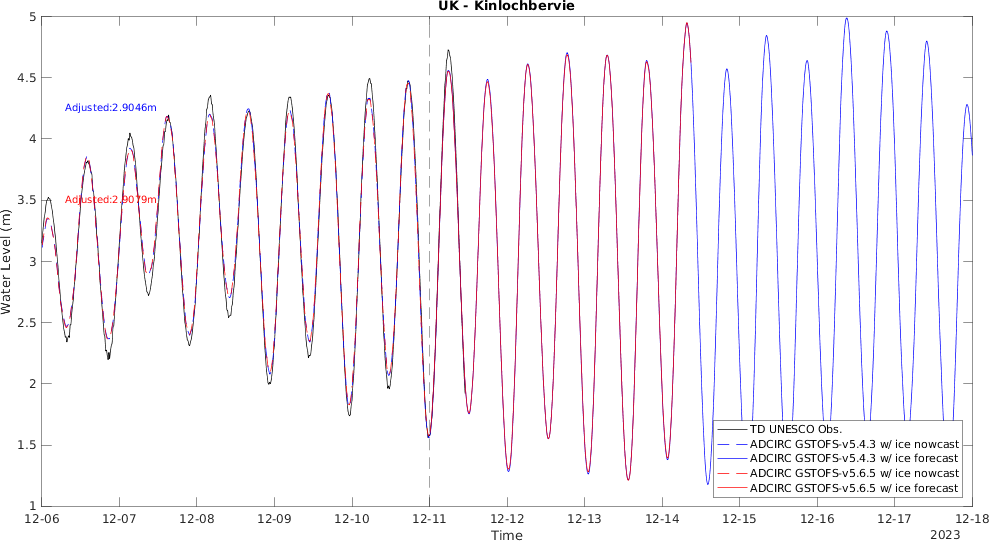 UK - Kinlochbervie
5
4.5
4
3.5
3
2.5
2
1.5
1
Water Level (m)
Adjusted:2.9046m
Adjusted:2.9079m
TD UNESCO Obs.
ADCIRC GSTOFS-v5.4.3 w/ ice nowcast
ADCIRC GSTOFS-v5.4.3 w/ ice forecast
ADCIRC GSTOFS-v5.6.5 w/ ice nowcast
ADCIRC GSTOFS-v5.6.5 w/ ice forecast
12-06 12-07 12-08 12-09 12-10 12-11 12-12 12-13 12-14 12-15 12-16 12-17 12-18
Time
2023